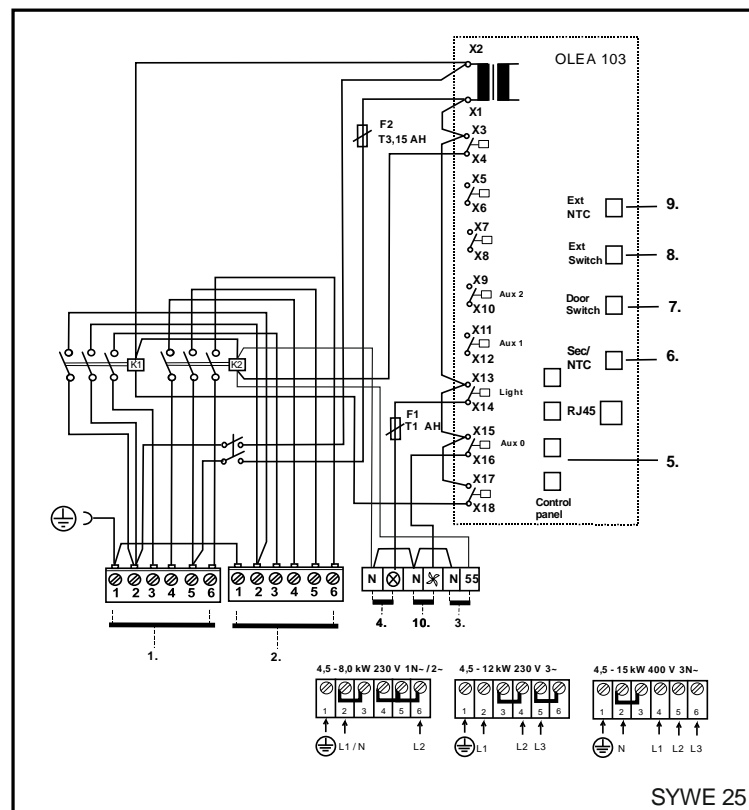 X2
OLEA 103
X1
F2
T3,15 AH
X3
X4
X5
X6
Ext
NTC
9.
X7
X8
Ext
Switch
8.
X9
Aux 2
X10
Door
Switch
7.
X11
Aux 1
X12
Sec/
NTC
6.
K1
K2
X13
Light
X14
RJ45
F1
T1 AH
X15
Aux 0
X16
5.
X17
X18
Control
panel
1 2 3 4 5 6
1 2 3 4 5 6
N N N 55
4. 10. 3.
1. 2.
4,5 - 8,0 kW 230 V 1N~ / 2~
1 2 3 4 5 6
L1 / N L2
4,5 - 12 kW 230 V 3~
1 2 3 4 5 6
L1 L2 L3
4,5 - 15 kW 400 V 3N~
1 2 3 4 5 6
N L1 L2 L3
SYWE 25